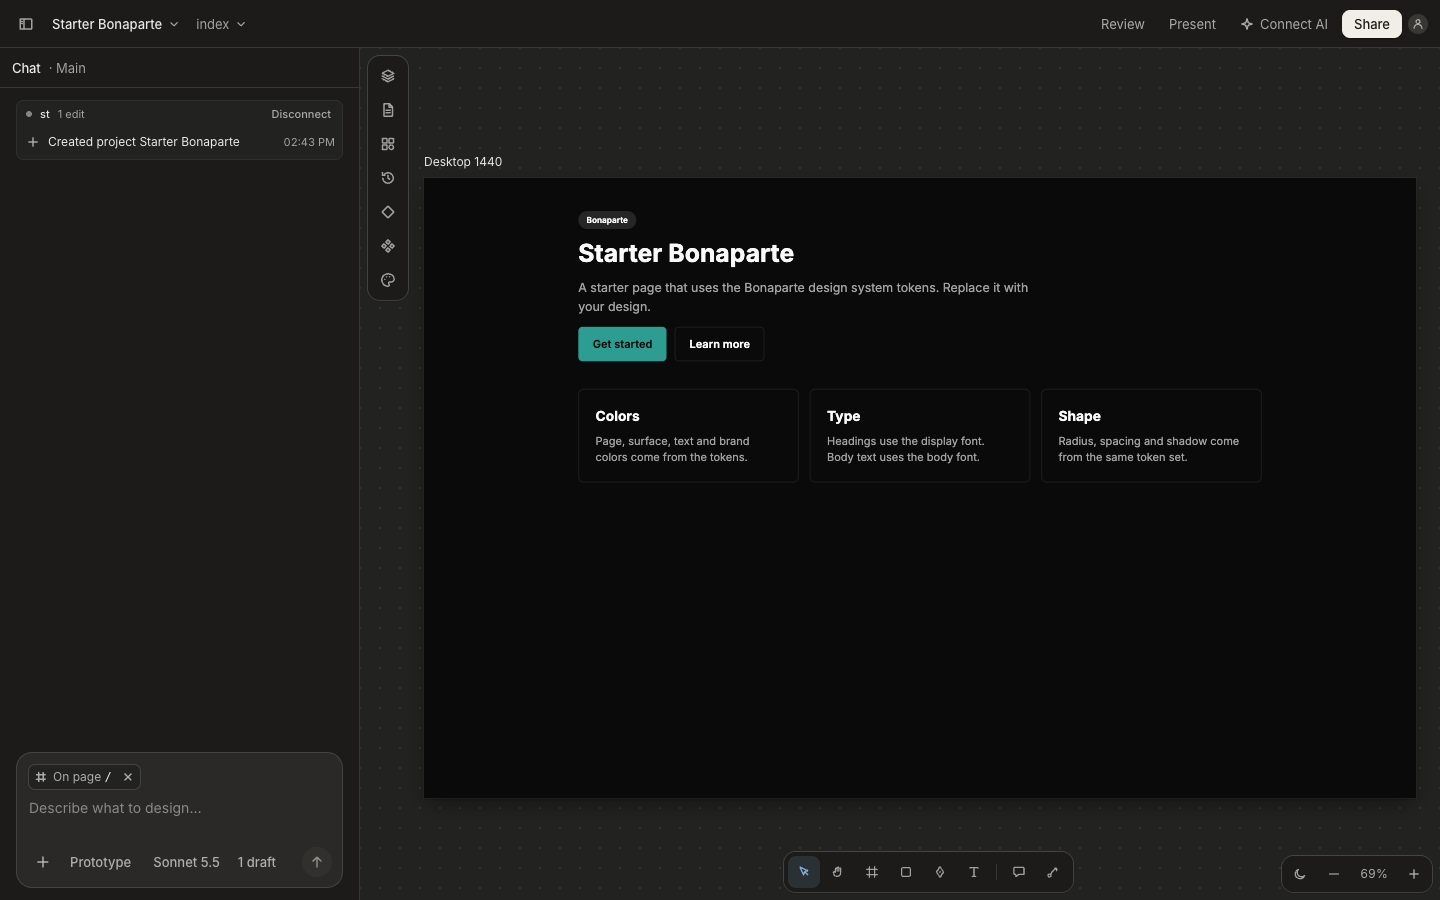 Starter Bonaparte
index
Review
Present
Connect AI
Share
Chat · Main
st 1 edit
Disconnect
Created project Starter Bonaparte
02:43 PM
Desktop 1440
Bonaparte
Starter Bonaparte
A starter page that uses the Bonaparte design system tokens. Replace it with
your design.
Get started
Learn more
Colors
Page, surface, text and brand
colors come from the tokens.
Type
Headings use the display font.
Body text uses the body font.
Shape
Radius, spacing and shadow come
from the same token set.
On page /
Describe what to design...
Prototype
Sonnet 5.5
1 draft
69%